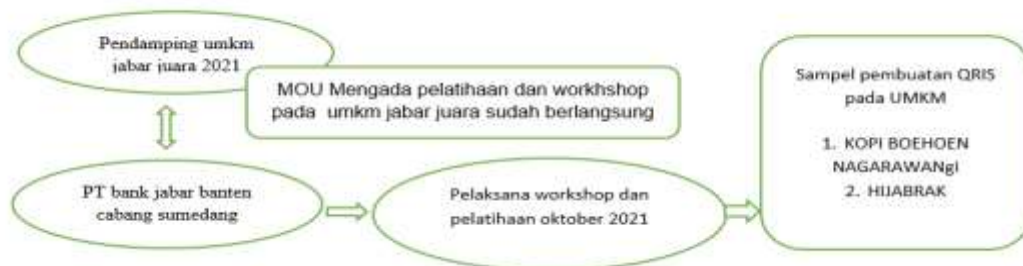 Pendamping umkm
jabar juara 2021
MOU Mengada pelatihaan dan workhshop
pada umkm jabar juara sudah berlangsung
PT bank jabar banten
cabang sumedang
Pelaksana workshop dan
pelatihaan oktober 2021
Sampel pembuatan QRIS
pada UMKM
1. KOPI BOEHOEN
NAGARAWANgI
2. HIJABRAK